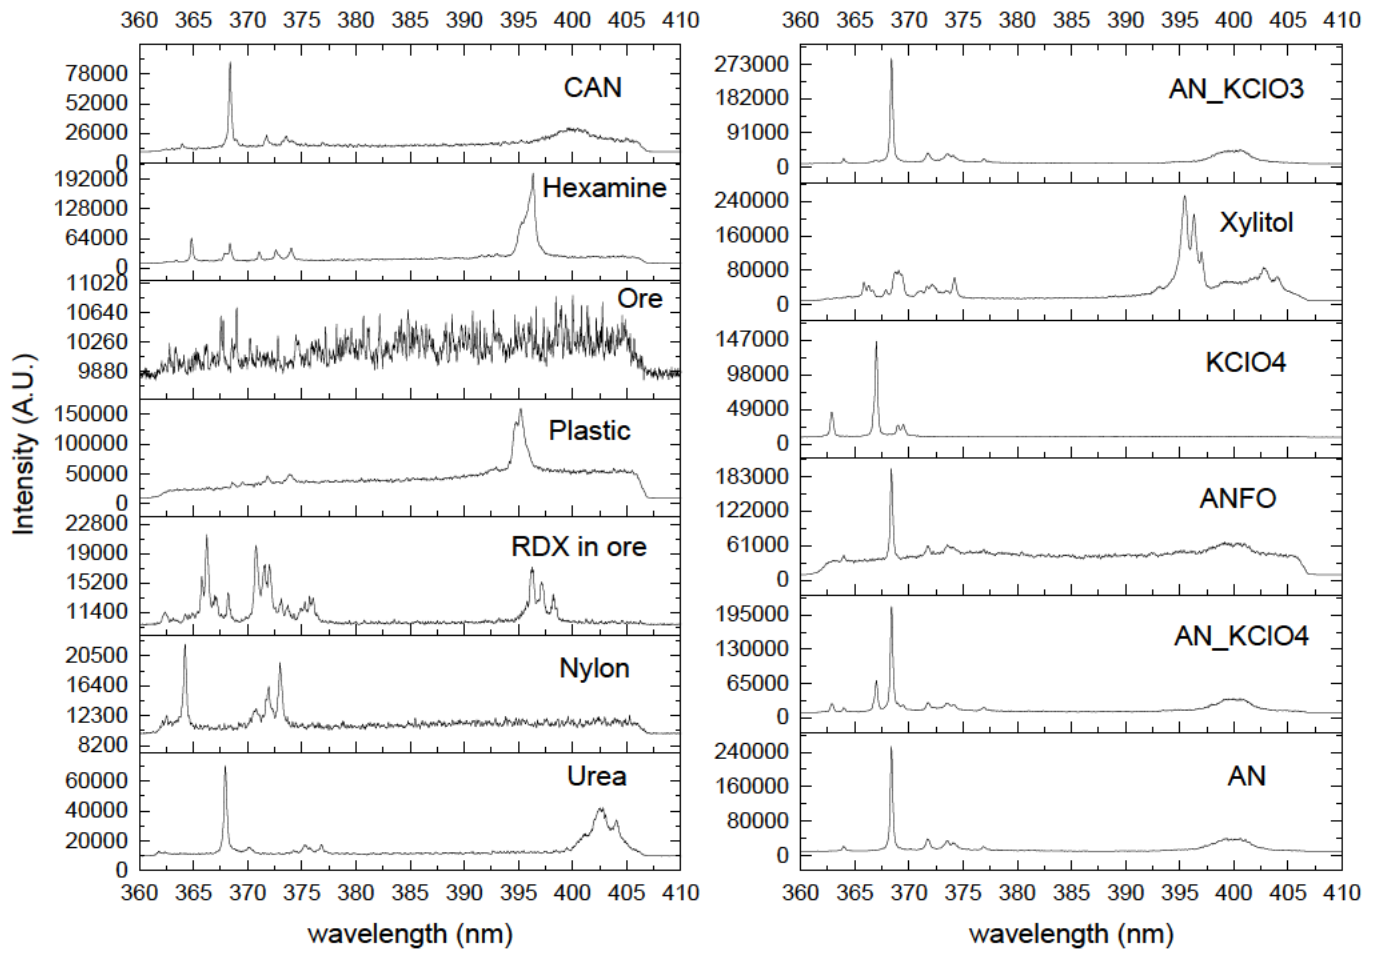 360 365 370 375 380 385 390 395 400 405 410
360 365 370 375 380 385 390 395 400 405 410
Intensity (A.U.)
78000
52000
26000
0
CAN
192000
128000
64000
0
Hexamine
11020
10640
10260
9880
Ore
150000
100000
50000
0
Plastic
22800
19000
15200
11400
RDX in ore
20500
16400
12300
8200
Nylon
60000
40000
20000
0
Urea
360 365 370 375 380 385 390 395 400 405 410
wavelength (nm)
273000
182000
91000
0
AN_KClO3
240000
160000
80000
0
Xylitol
147000
98000
49000
0
KClO4
183000
122000
61000
0
ANFO
195000
130000
65000
0
AN_KClO4
240000
160000
80000
0
AN
360 365 370 375 380 385 390 395 400 405 410
wavelength (nm)